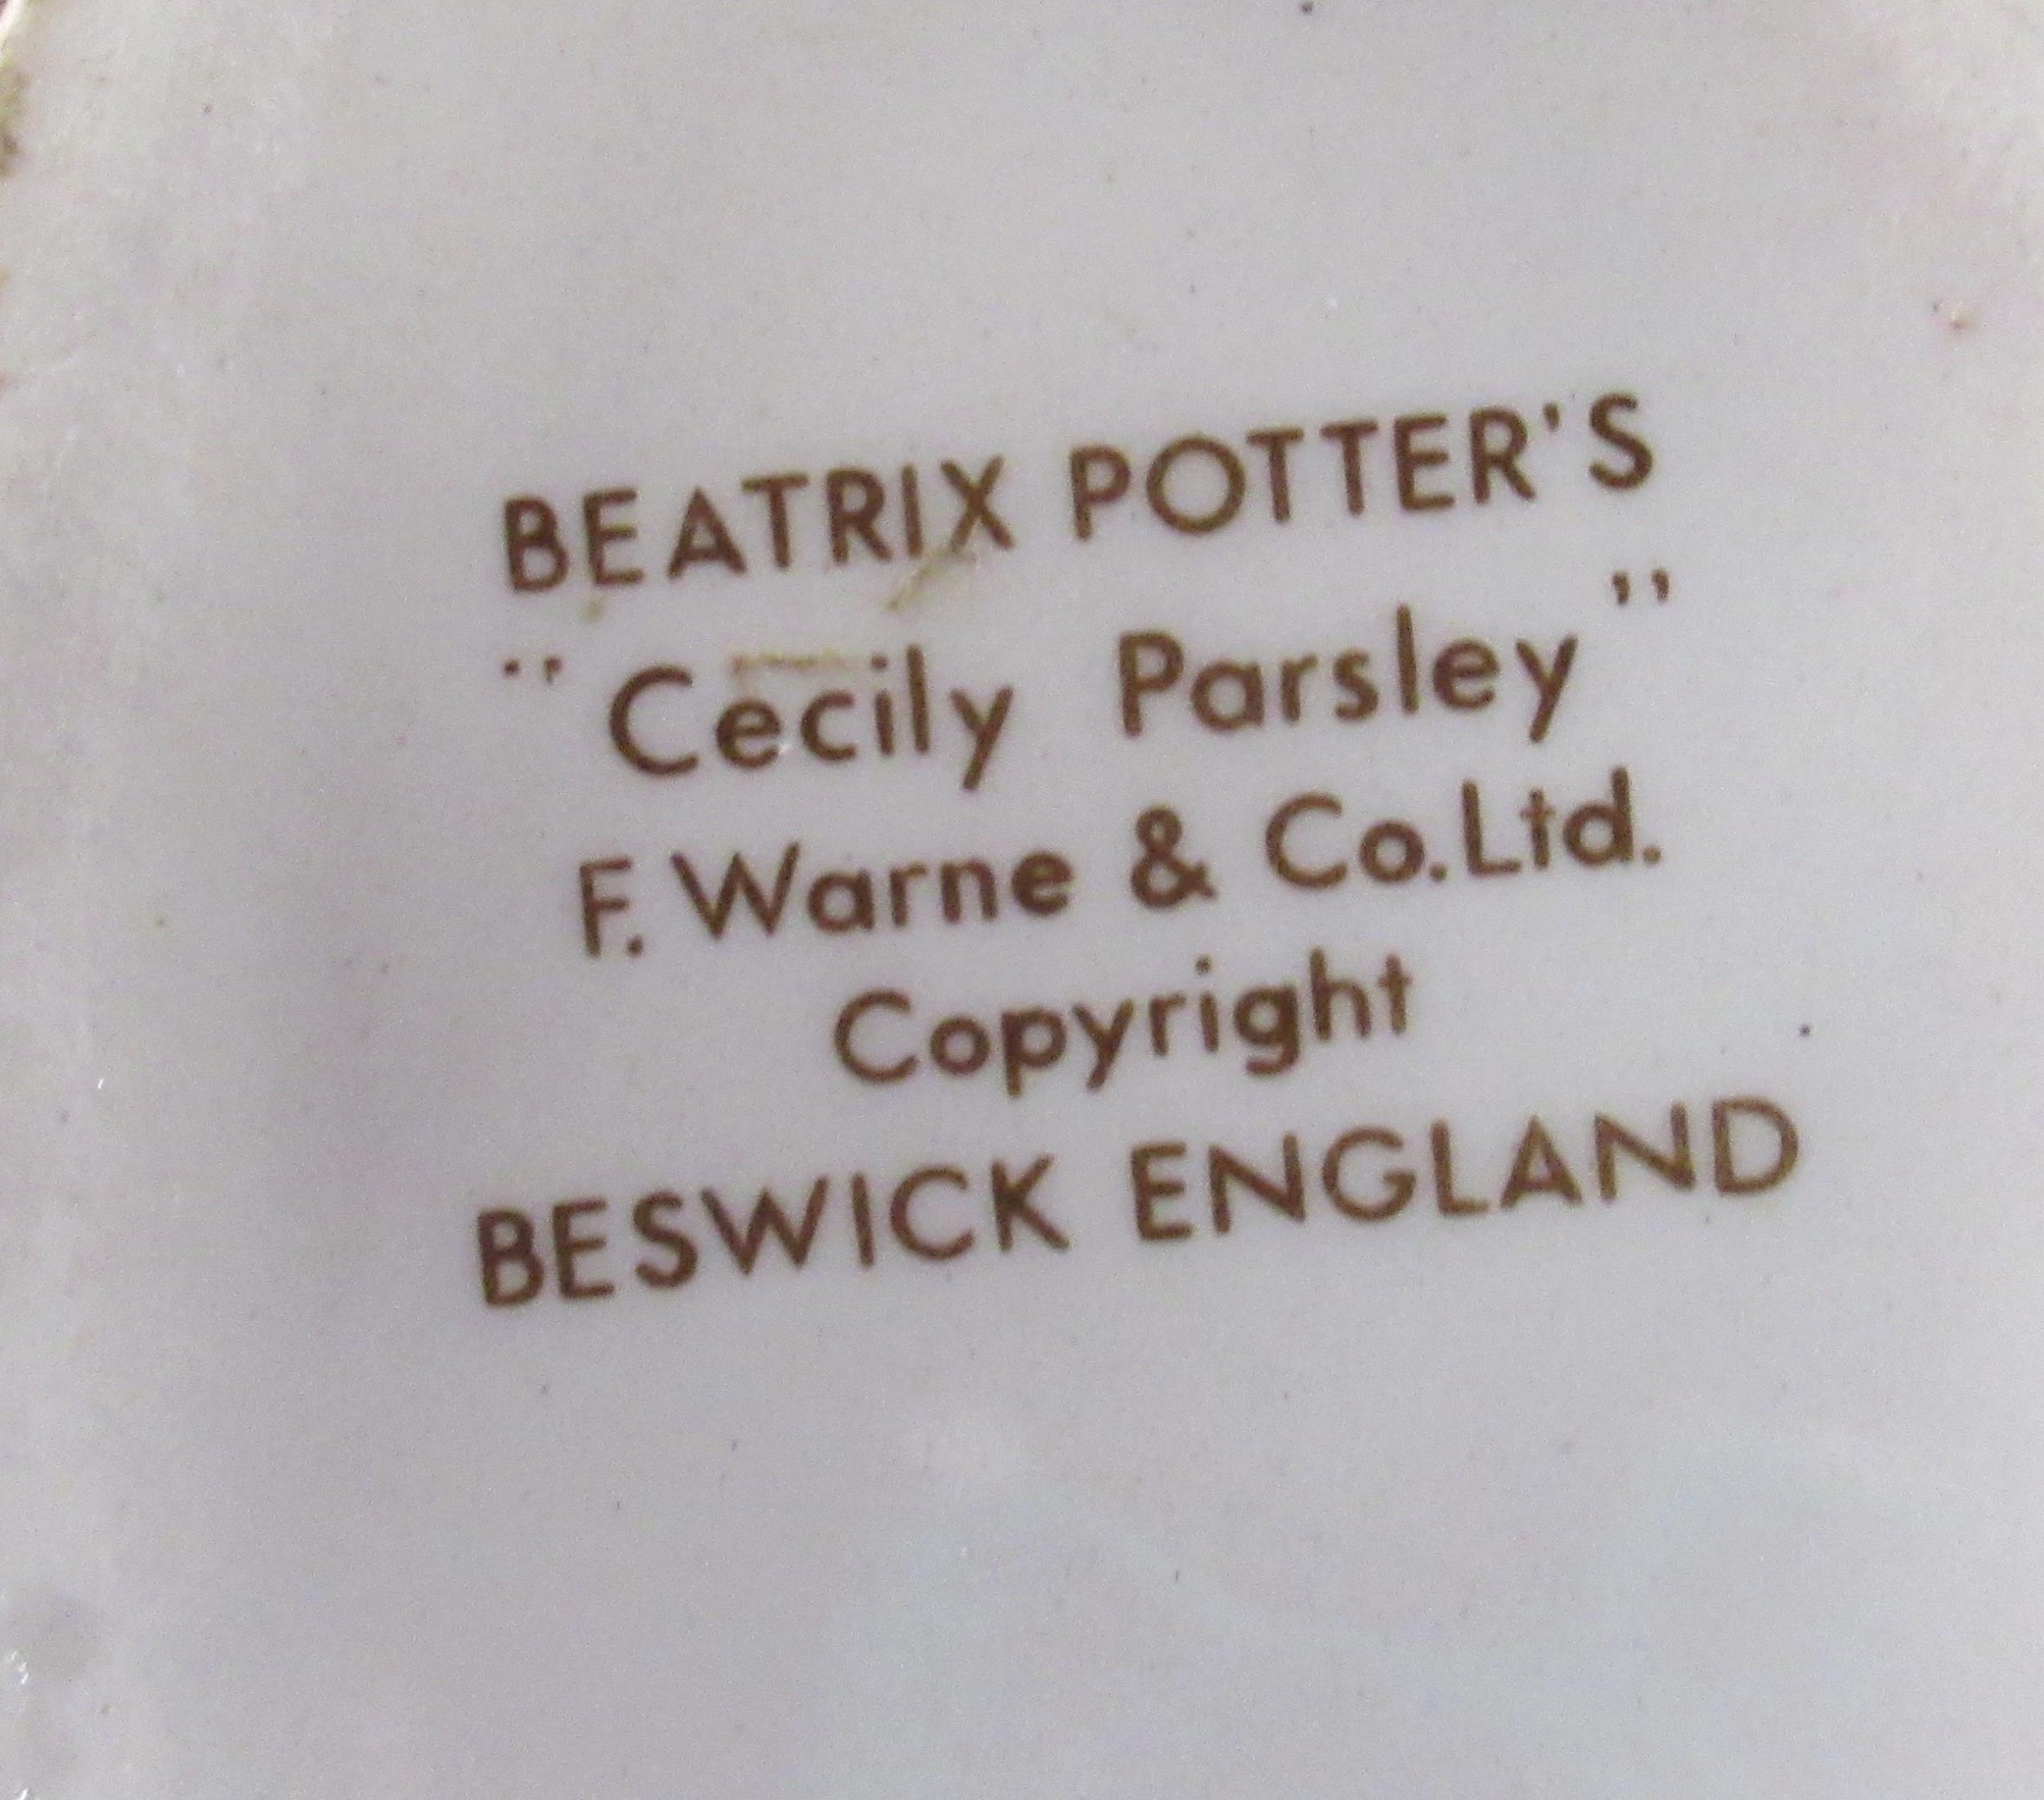 BEATRIX POTTER'S
"Cecily Parsley"
F. Warne & Co. Ltd.
Copyright
BESWICK ENGLAND